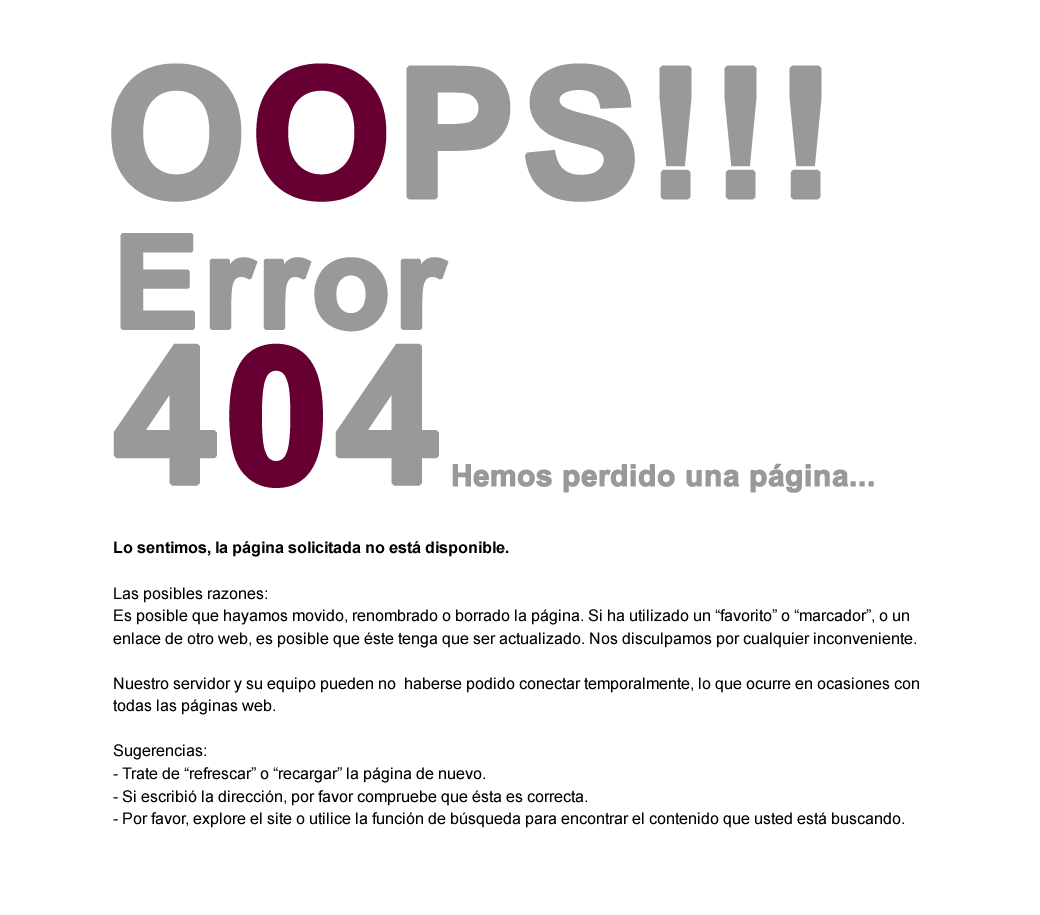 OOPS!!!
Error
404 Hemos perdido una página...
Lo sentimos, la página solicitada no está disponible.
Las posibles razones:
Es posible que hayamos movido, renombrado o borrado la página. Si ha utilizado un “favorito” o “marcador”, o un
enlace de otro web, es posible que éste tenga que ser actualizado. Nos disculpamos por cualquier inconveniente.
Nuestro servidor y su equipo pueden no  haberse podido conectar temporalmente, lo que ocurre en ocasiones con
todas las páginas web.
Sugerencias:
- Trate de “refrescar” o “recargar” la página de nuevo.
- Si escribió la dirección, por favor compruebe que ésta es correcta.
- Por favor, explore el site o utilice la función de búsqueda para encontrar el contenido que usted está buscando.